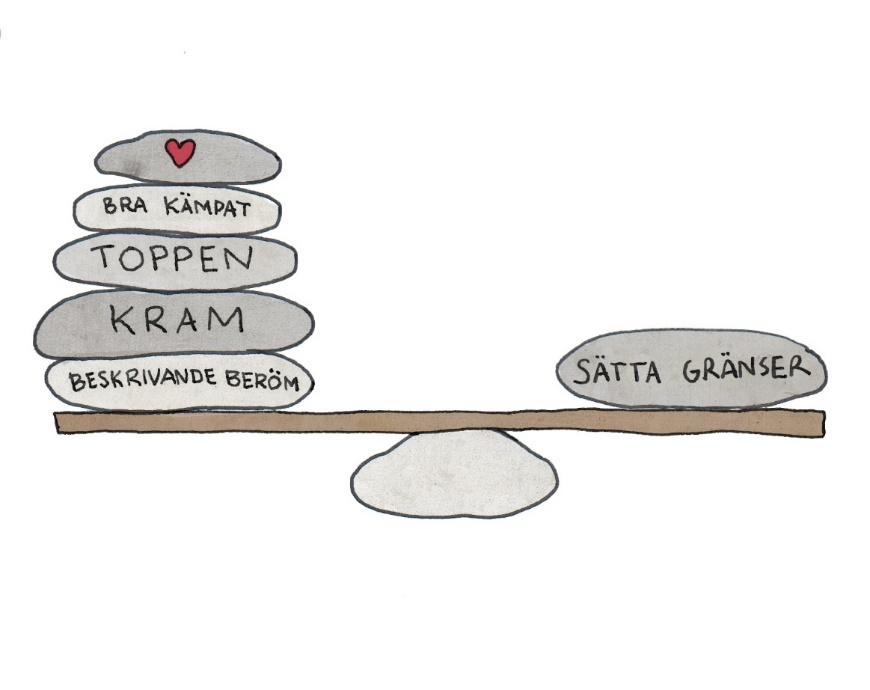 BRA KÄMPAT
TOPPEN
KRAM
BESKRIVANDE BERÖM
SÄTTA GRÄNSER